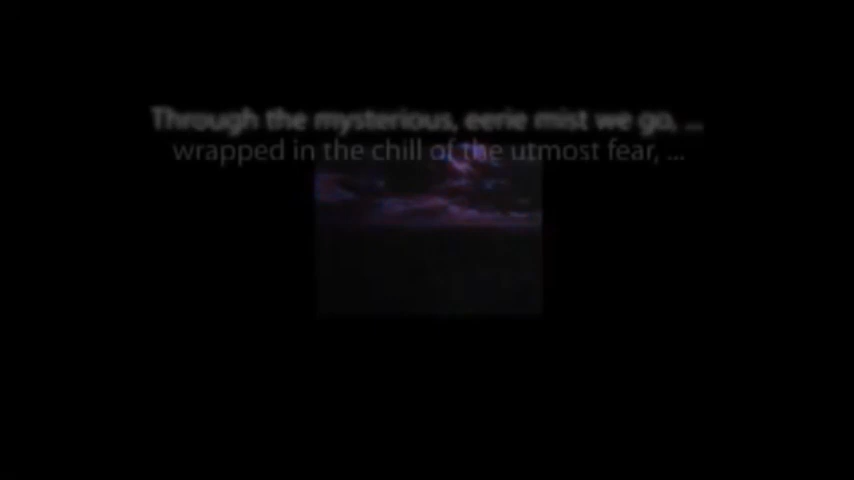 Through the mysterious, eerie mist we go, ...
wrapped in the chill of the utmost fear, ...